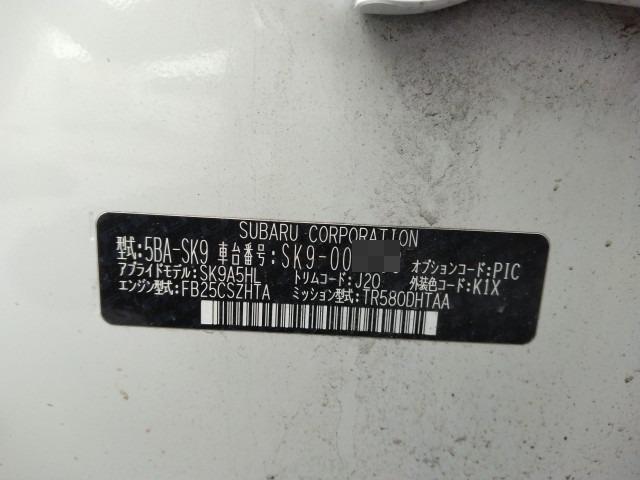 SUBARU CORPORATION
型式:5BA-SK9 車台番号:SK9-00
アプライドモデル:SK9A5HL トリムコード:J20 オプションコード:PIC
エンジン型式:FB25CSZHTA ミッション型式:TR580DHTAA 外装色コード:K1X